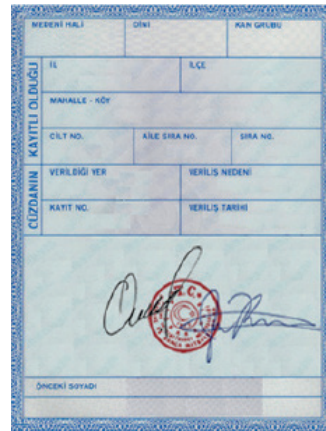 MEDENİ HALİ DİNİ KAN GRUBU
KAYITLI OLDUĞU
İL İLÇE
MAHALLE - KÖY
CİLT NO. AİLE SIRA NO. SIRA NO.
CÜZDANIN
VERİLDİĞİ YER VERİLİŞ NEDENİ
KAYIT NO. VERİLİŞ TARİHİ
T.C.
ÖNCEKİ SOYADI